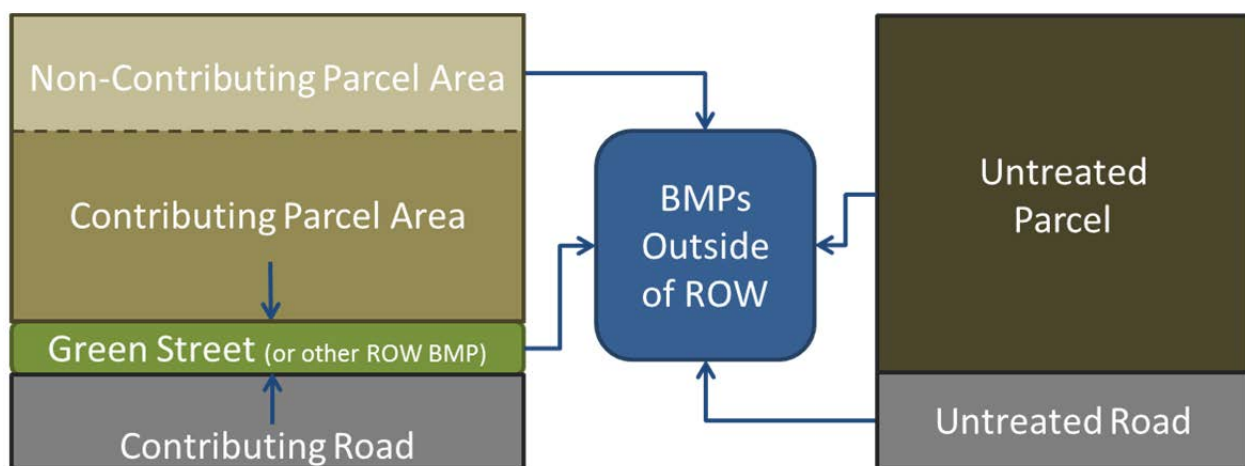 Non-Contributing Parcel Area
Contributing Parcel Area
Green Street (or other ROW BMP)
Contributing Road
BMPs
Outside
of ROW
Untreated
Parcel
Untreated Road